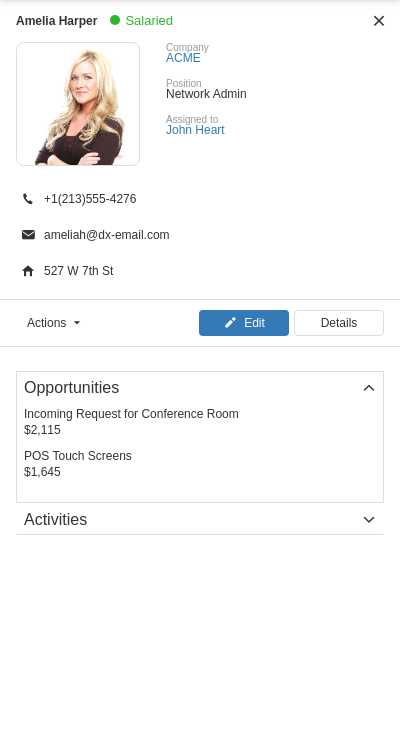 Amelia Harper Salaried
Company
ACME
Position
Network Admin
Assigned to
John Heart
+1(213)555-4276
ameliah@dx-email.com
527 W 7th St
Actions Edit Details
Opportunities
Incoming Request for Conference Room
$2,115
POS Touch Screens
$1,645
Activities